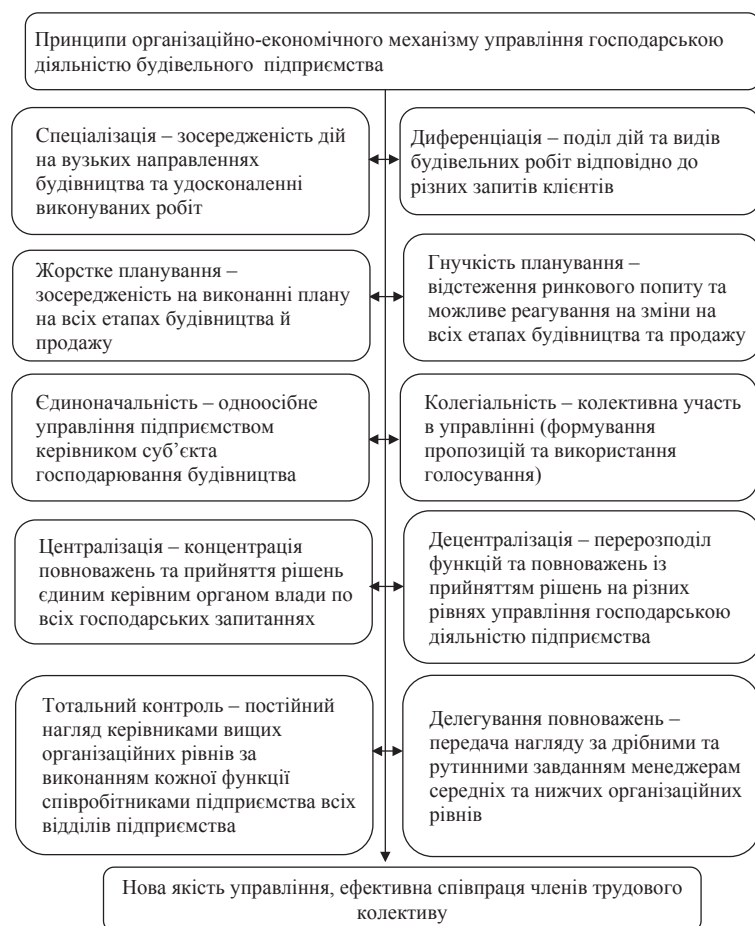 Принципи організаційно-економічного механізму управління господарською
діяльністю будівельного підприємства
Спеціалізація – зосередженість дій
на вузьких направленнях
будівництва та удосконаленні
виконуваних робіт
Диференціація – поділ дій та видів
будівельних робіт відповідно до
різних запитів клієнтів
Жорстке планування –
зосередженість на виконанні плану
на всіх етапах будівництва й
продажу
Гнучкість планування –
відстеження ринкового попиту та
можливе реагування на зміни на
всіх етапах будівництва та продажу
Єдиноначальність – одноосібне
управління підприємством
керівником суб’єкта
господарювання будівництва
Колегіальність – колективна участь
в управлінні (формування
пропозицій та використання
голосування)
Централізація – концентрація
повноважень та прийняття рішень
єдиним керівним органом влади по
всіх господарських запитаннях
Децентралізація – перерозподіл
функцій та повноважень із
прийняттям рішень на різних
рівнях управління господарською
діяльністю підприємства
Тотальний контроль – постійний
нагляд керівниками вищих
організаційних рівнів за
виконанням кожної функції
співробітниками підприємства всіх
відділів підприємства
Делегування повноважень –
передача нагляду за дрібними та
рутинними завданням менеджерам
середніх та нижчих організаційних
рівнів
Нова якість управління, ефективна співпраця членів трудового
колективу